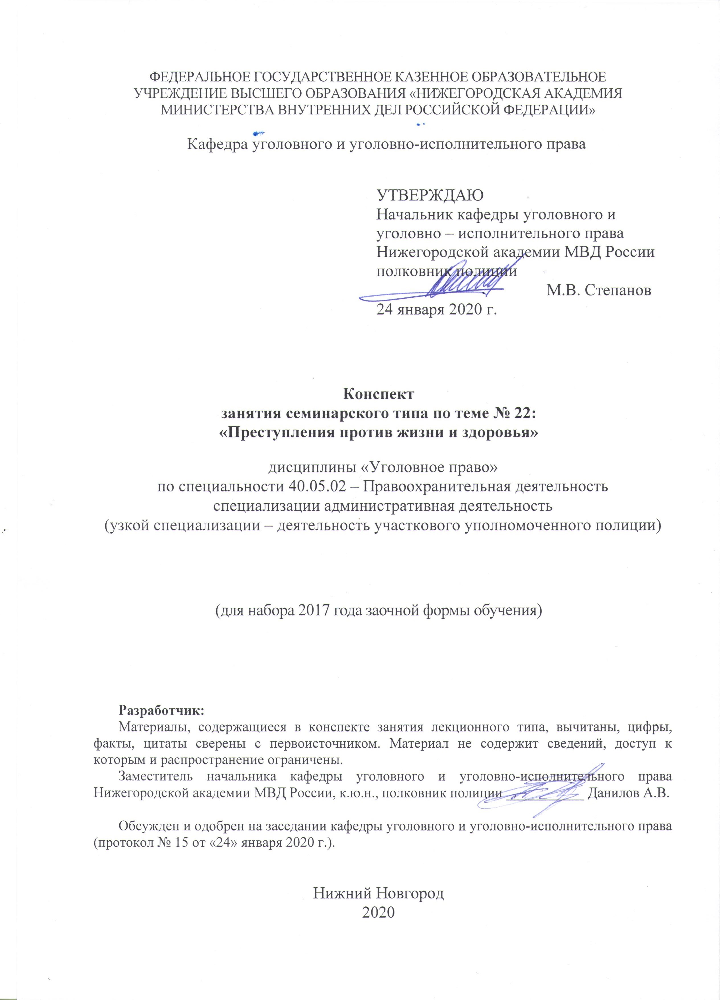 ФЕДЕРАЛЬНОЕ ГОСУДАРСТВЕННОЕ КАЗЕННОЕ ОБРАЗОВАТЕЛЬНОЕ
УЧРЕЖДЕНИЕ ВЫСШЕГО ОБРАЗОВАНИЯ «НИЖЕГОРОДСКАЯ АКАДЕМИЯ
МИНИСТЕРСТВА ВНУТРЕННИХ ДЕЛ РОССИЙСКОЙ ФЕДЕРАЦИИ»
Кафедра уголовного и уголовно-исполнительного права
УТВЕРЖДАЮ
Начальник кафедры уголовного и
уголовно – исполнительного права
Нижегородской академии МВД России
полковник полиции
М.В. Степанов
24 января 2020 г.
Конспект
занятия семинарского типа по теме № 22:
«Преступления против жизни и здоровья»
дисциплины «Уголовное право»
по специальности 40.05.02 – Правоохранительная деятельность
специализации административная деятельность
(узкой специализации – деятельность участкового уполномоченного полиции)
(для набора 2017 года заочной формы обучения)
Разработчик:
Материалы, содержащиеся в конспекте занятия лекционного типа, вычитаны, цифры,
факты, цитаты сверены с первоисточником. Материал не содержит сведений, доступ к
которым и распространение ограничены.
Заместитель начальника кафедры уголовного и уголовно-исполнительного права
Нижегородской академии МВД России, к.ю.н., полковник полиции ___________ Данилов А.В.
Обсужден и одобрен на заседании кафедры уголовного и уголовно-исполнительного права
(протокол № 15 от «24» января 2020 г.).
Нижний Новгород
2020